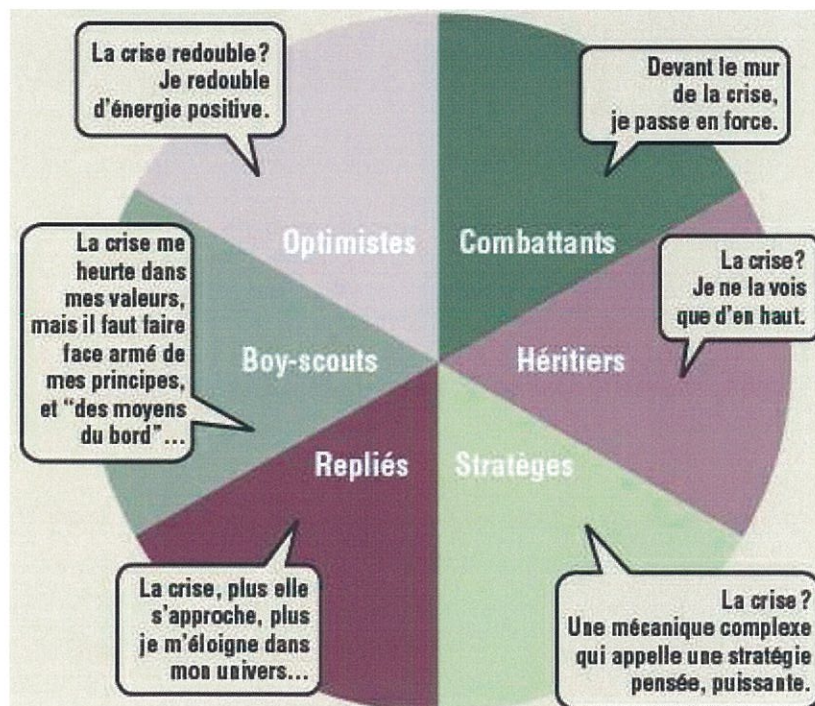 La crise redouble?
Je redouble
d'énergie positive.
Devant le mur
de la crise,
je passe en force.
Optimistes
Combattants
La crise me
heurte dans
mes valeurs,
mais il faut faire
face armé de
mes principes,
et "des moyens
du bord"...
La crise?
Je ne la vois
que d'en haut.
Boy-scouts
Héritiers
Repliés
Stratèges
La crise, plus elle
s'approche, plus
je m'éloigne dans
mon univers...
La crise?
Une mécanique complexe
qui appelle une stratégie
pensée, puissante.